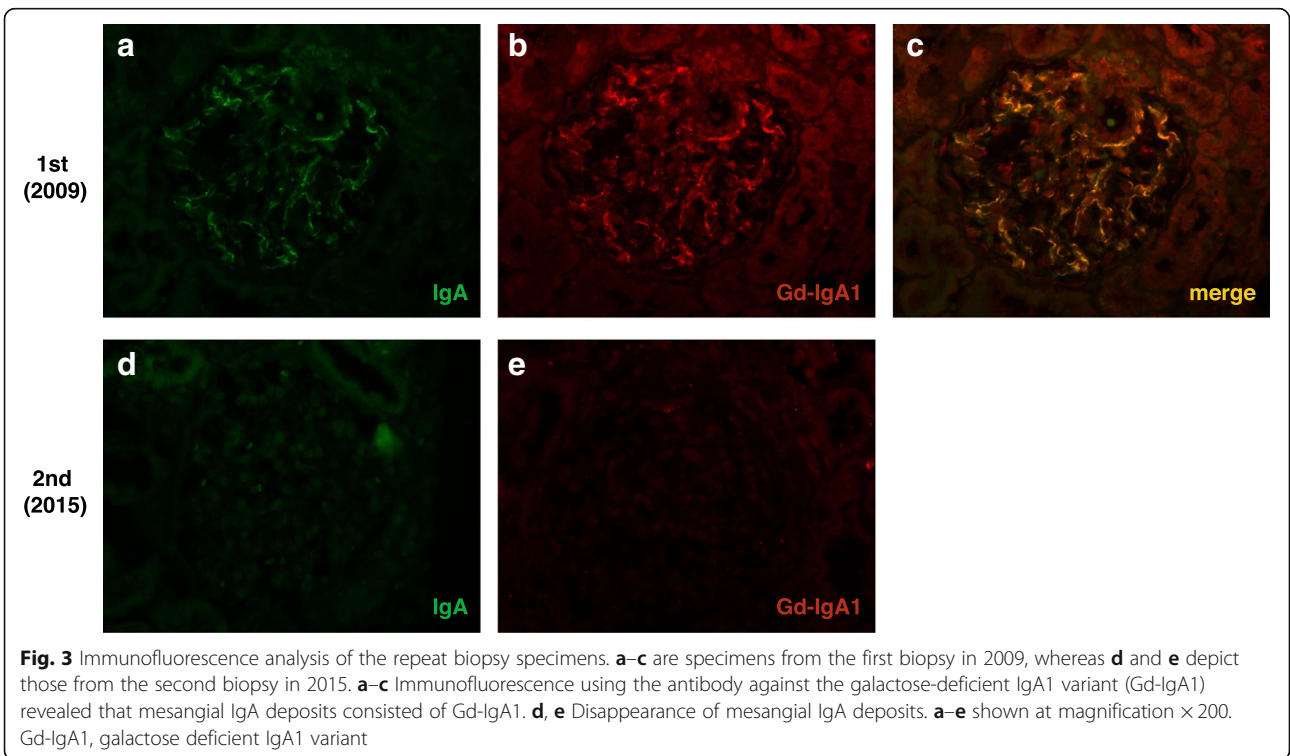 a
b
c
1st
(2009)
IgA
Gd-IgA1
merge
d
e
2nd
(2015)
IgA
Gd-IgA1
Fig. 3 Immunofluorescence analysis of the repeat biopsy specimens. a–c are specimens from the first biopsy in 2009, whereas d and e depict
those from the second biopsy in 2015. a–c Immunofluorescence using the antibody against the galactose-deficient IgA1 variant (Gd-IgA1)
revealed that mesangial IgA deposits consisted of Gd-IgA1. d, e Disappearance of mesangial IgA deposits. a–e shown at magnification × 200.
Gd-IgA1, galactose deficient IgA1 variant